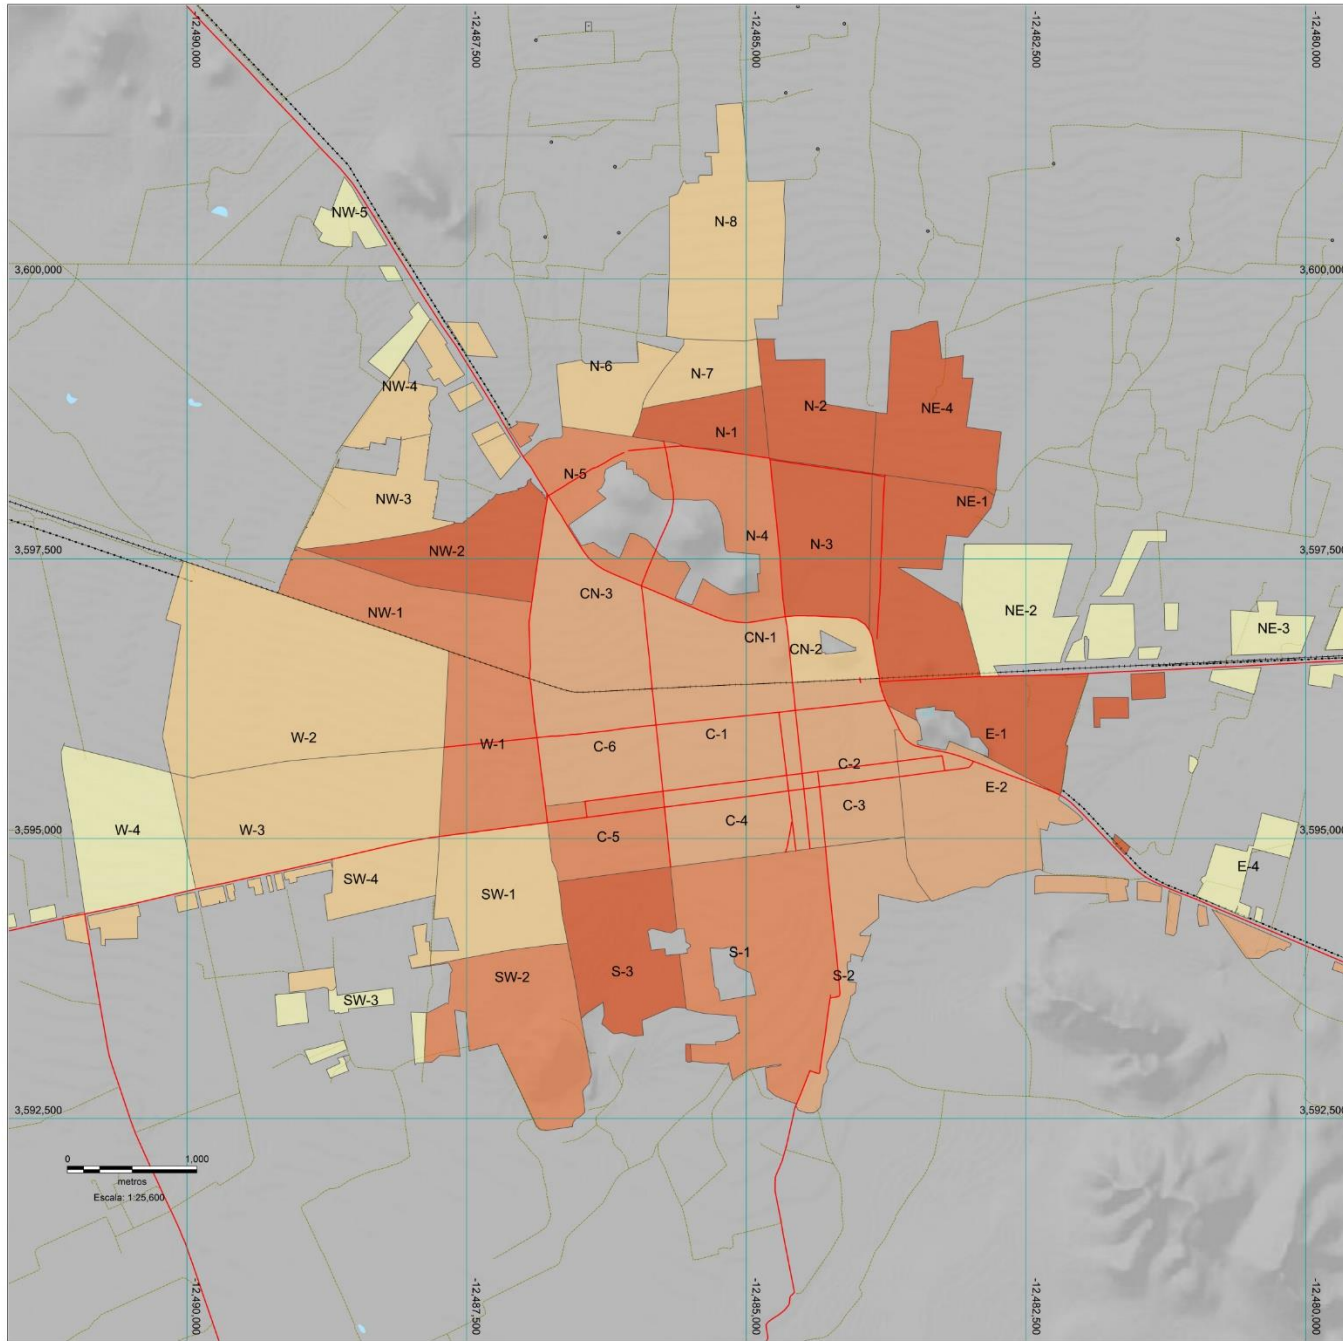 -12,490,000
-12,487,500
-12,485,000
-12,482,500
-12,480,000
NW-5
N-8
3,600,000
3,600,000
N-6
N-7
NW-4
N-2
NE-4
N-1
N-5
NW-3
NE-1
N-4
N-3
NW-2
3,597,500
3,597,500
CN-3
NW-1
NE-2
NE-3
CN-1
CN-2
W-2
W-1
C-6
C-1
E-1
C-2
E-2
W-4
W-3
C-5
C-4
C-3
3,595,000
3,595,000
SW-4
SW-1
E-4
SW-2
S-3
S-1
S-2
SW-3
3,592,500
3,592,500
0
1,000
metros
Escala: 1:25,600
-12,490,000
-12,487,500
-12,485,000
-12,482,500
-12,480,000